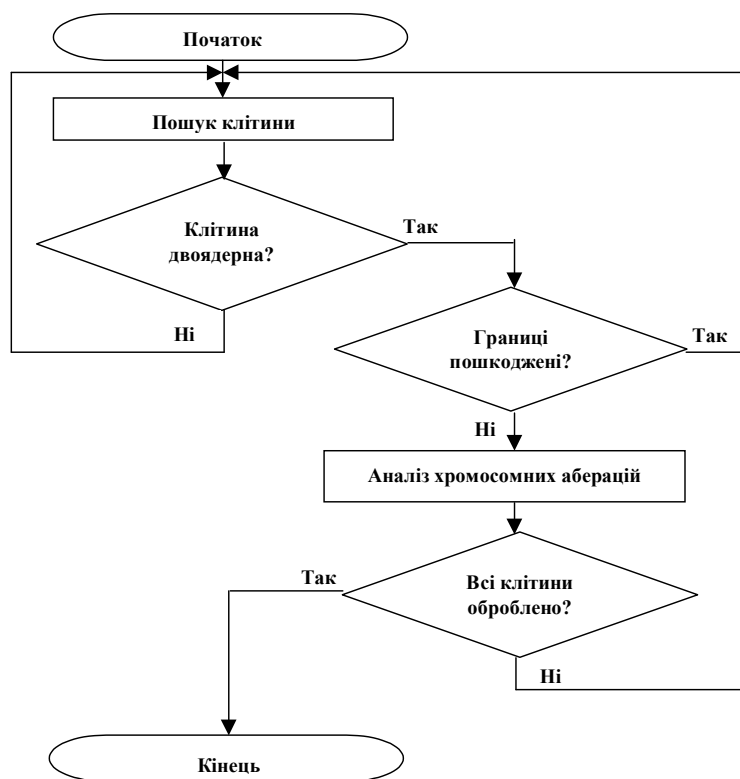 Початок
Пошук клітини
Клітина
двоядерна?
Так
Ні
Границі
пошкоджені?
Так
Ні
Аналіз хромосомних аберацій
Всі клітини
оброблено?
Так
Ні
Кінець